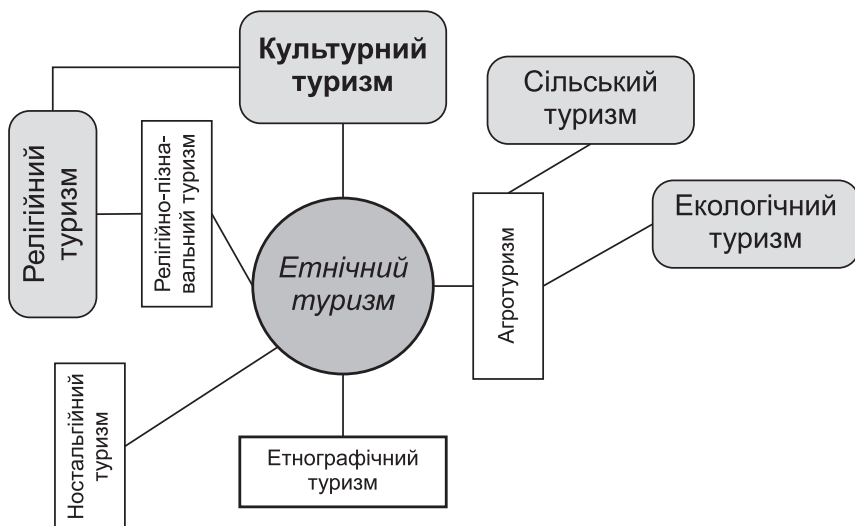 Культурний
туризм
Сільський
туризм
Релігійний
туризм
Релігійно-пізна-
вальний туризм
Екологічний
туризм
Етнічний
туризм
Агротуризм
Ностальгійний
туризм
Етнографічний
туризм